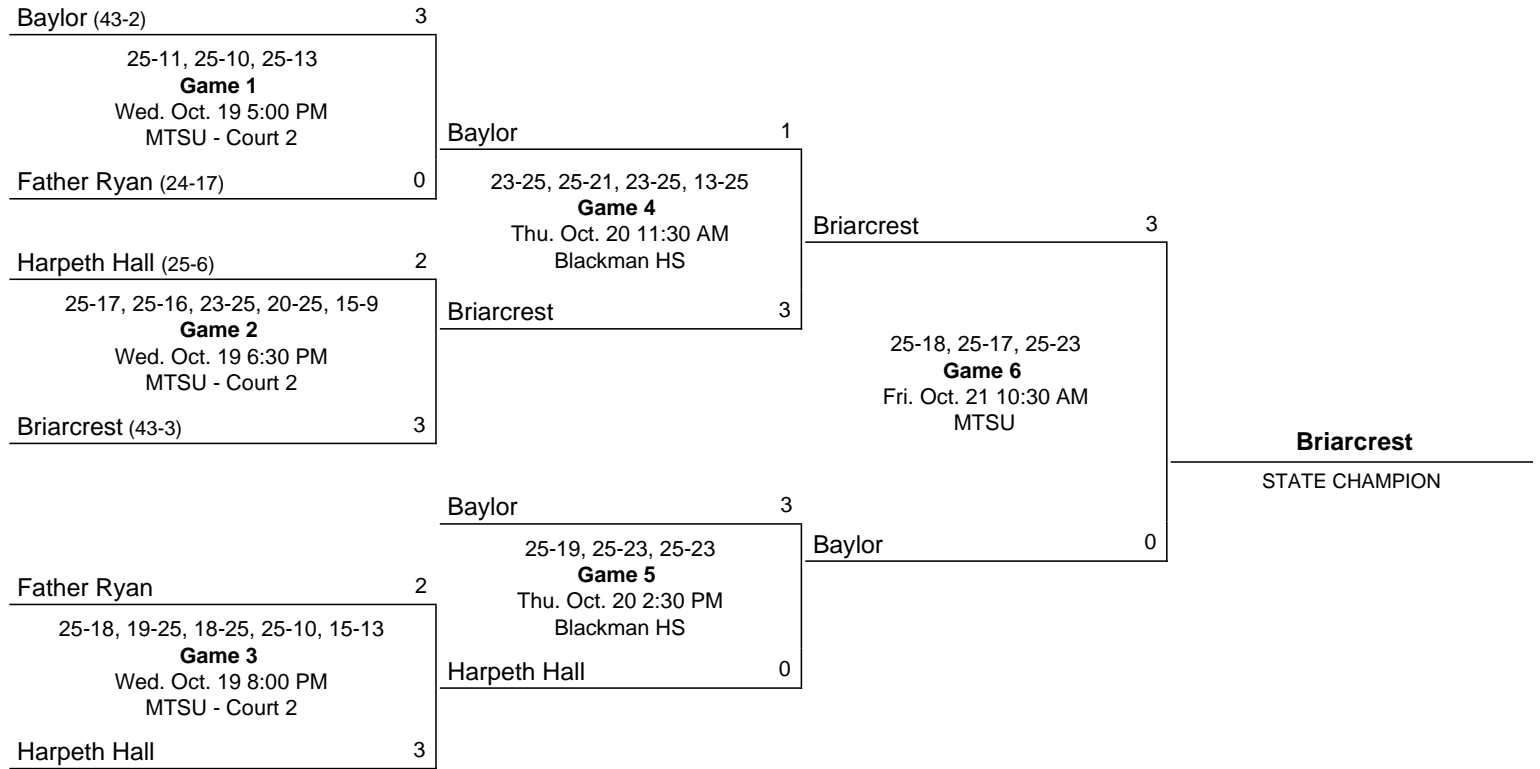 Baylor (43-2) 3
25-11, 25-10, 25-13
Game 1
Wed. Oct. 19 5:00 PM
MTSU - Court 2
Father Ryan (24-17) 0
Harpeth Hall (25-6) 2
25-17, 25-16, 23-25, 20-25, 15-9
Game 2
Wed. Oct. 19 6:30 PM
MTSU - Court 2
Briarcrest (43-3) 3
Father Ryan 2
25-18, 19-25, 18-25, 25-10, 15-13
Game 3
Wed. Oct. 19 8:00 PM
MTSU - Court 2
Harpeth Hall 3
Baylor 1
23-25, 25-21, 23-25, 13-25
Game 4
Thu. Oct. 20 11:30 AM
Blackman HS
Briarcrest 3
Baylor 3
25-19, 25-23, 25-23
Game 5
Thu. Oct. 20 2:30 PM
Blackman HS
Harpeth Hall 0
Briarcrest 3
25-18, 25-17, 25-23
Game 6
Fri. Oct. 21 10:30 AM
MTSU
Baylor 0
Briarcrest
STATE CHAMPION